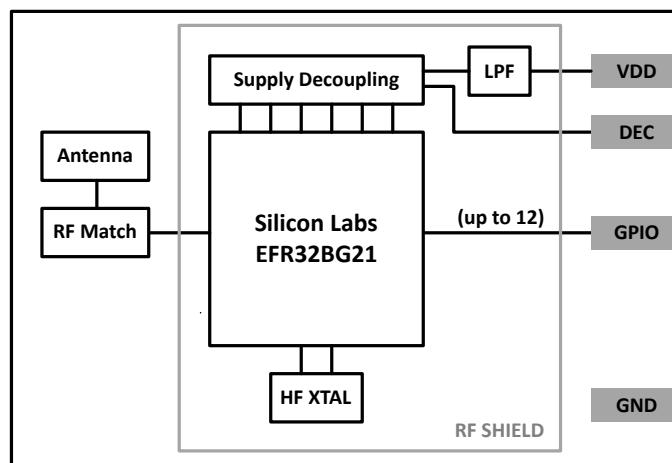 Supply Decoupling
LPF
VDD
DEC
Antenna
RF Match
Silicon Labs
EFR32BG21
(up to 12)
GPIO
HF XTAL
GND
RF SHIELD